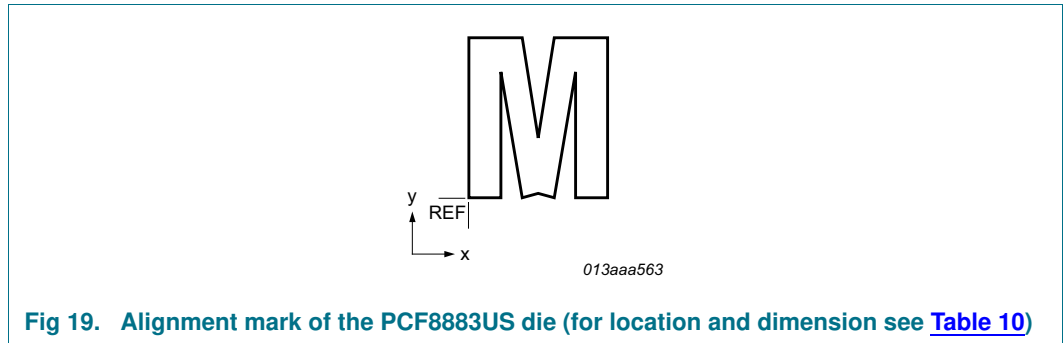 M
y
REF
x
013aaa563
Fig 19. Alignment mark of the PCF8883US die (for location and dimension see Table 10)